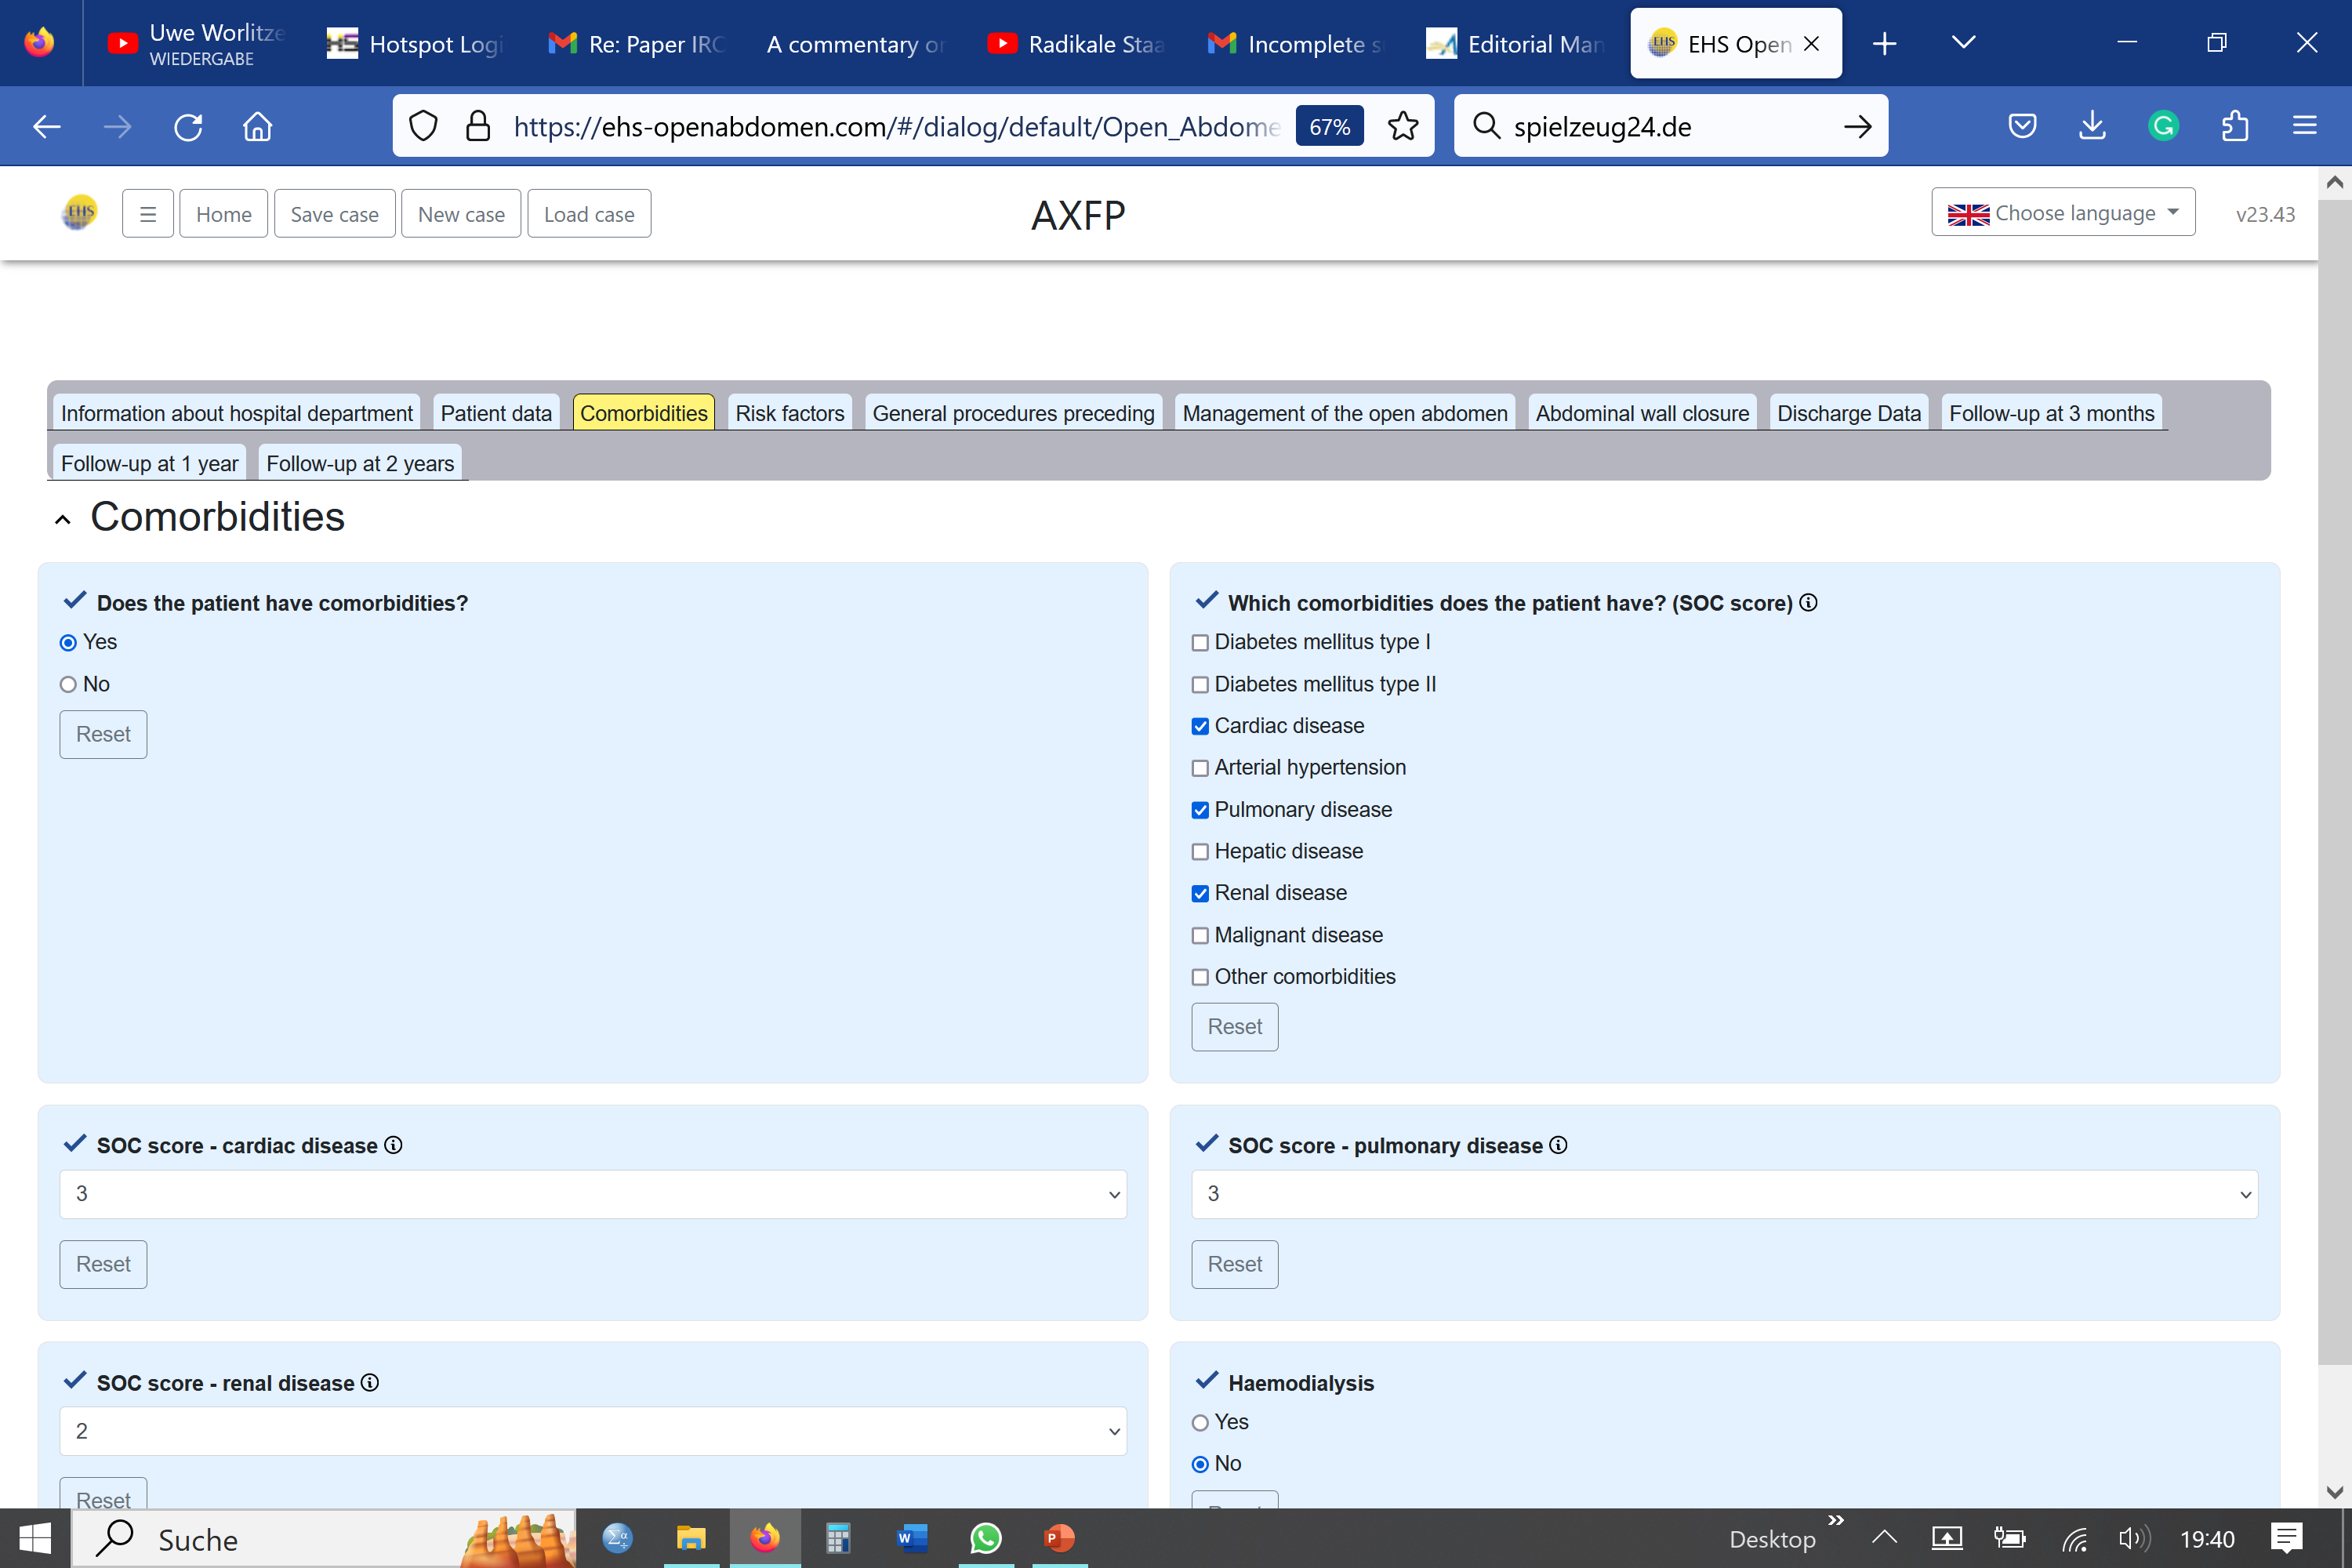 Uwe Worlitze
WIEDERGABE
Hotspot Logi
Re: Paper IRC
A commentary or
Radikale Staa
Incomplete s
Editorial Man
EHS Open
https://ehs-openabdomen.com/#/dialog/default/Open_Abdome
67%
spielzeug24.de
EHS
Home
Save case
New case
Load case
AXFP
Choose language
v23.43
Information about hospital department
Patient data
Comorbidities
Risk factors
General procedures preceding
Management of the open abdomen
Abdominal wall closure
Discharge Data
Follow-up at 3 months
Follow-up at 1 year
Follow-up at 2 years
Comorbidities
Does the patient have comorbidities?
Yes
No
Reset
Which comorbidities does the patient have? (SOC score)
Diabetes mellitus type I
Diabetes mellitus type II
Cardiac disease
Arterial hypertension
Pulmonary disease
Hepatic disease
Renal disease
Malignant disease
Other comorbidities
Reset
SOC score - cardiac disease
3
Reset
SOC score - pulmonary disease
3
Reset
SOC score - renal disease
2
Reset
Haemodialysis
Yes
No
Suche
Desktop
19:40